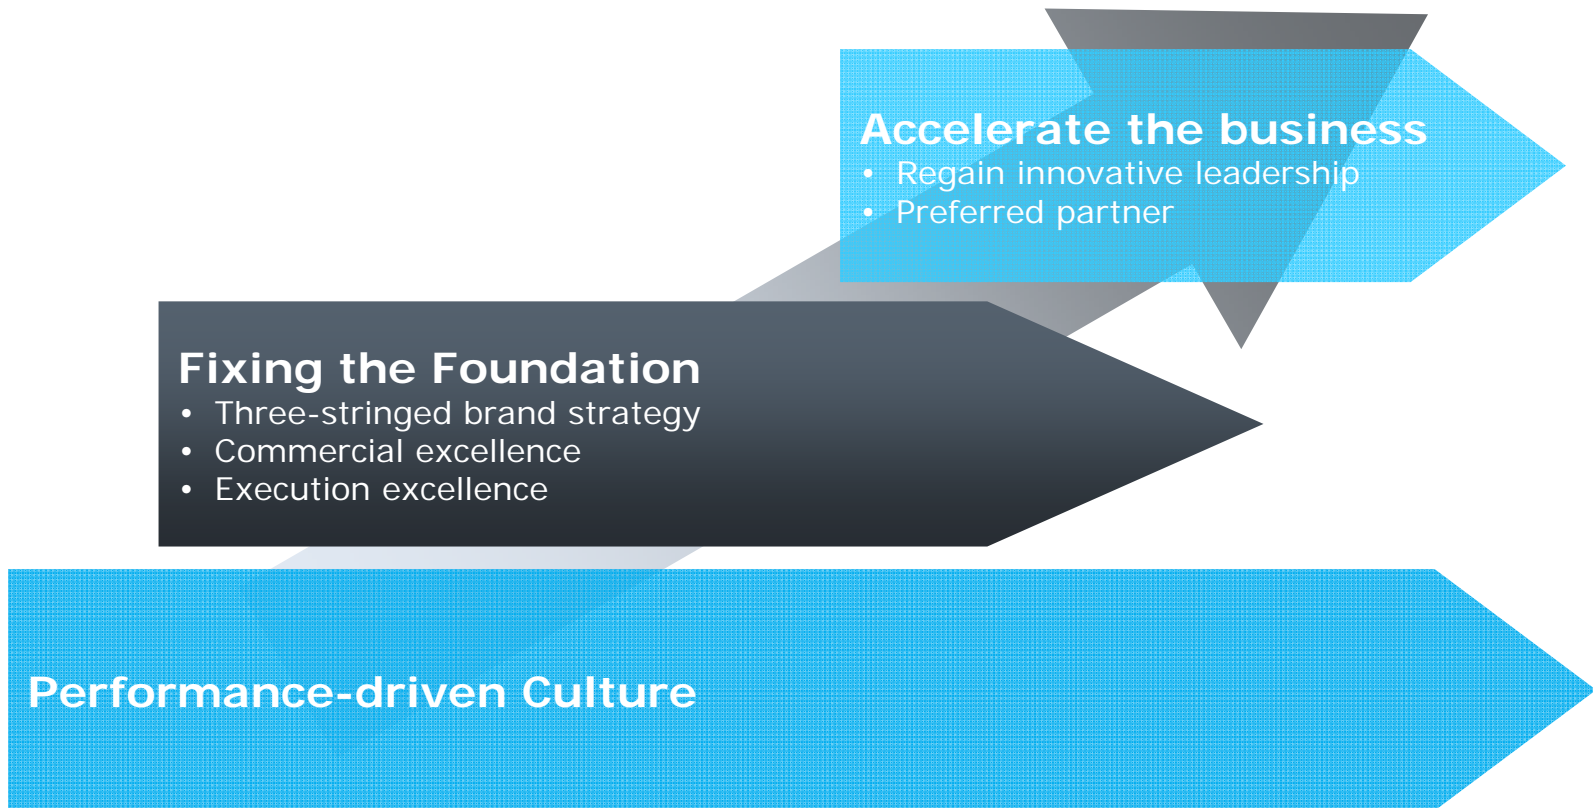 Accelerate the business
• Regain innovative leadership
• Preferred partner
Fixing the Foundation
• Three-stringed brand strategy
• Commercial excellence
• Execution excellence
Performance-driven Culture